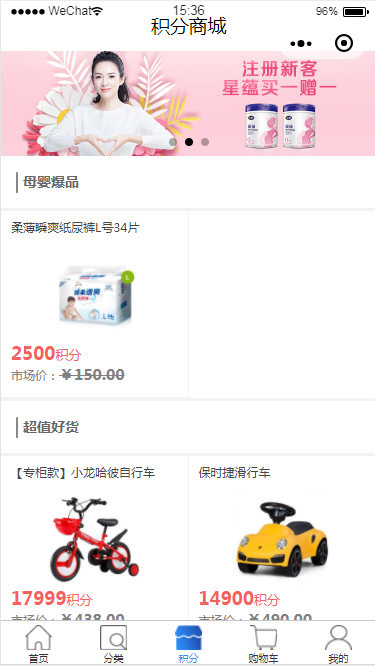 ●●●●● WeChat 15:36 96%
积分商城
注册新客
星蕴买一赠一
母婴爆品
柔薄瞬爽纸尿裤L号34片
2500积分
市场价：￥150.00
超值好货
【专柜款】小龙哈彼自行车
保时捷滑行车
17999积分
14900积分
市场价：￥438.00
市场价：￥490.00
首页
分类
积分
购物车
我的